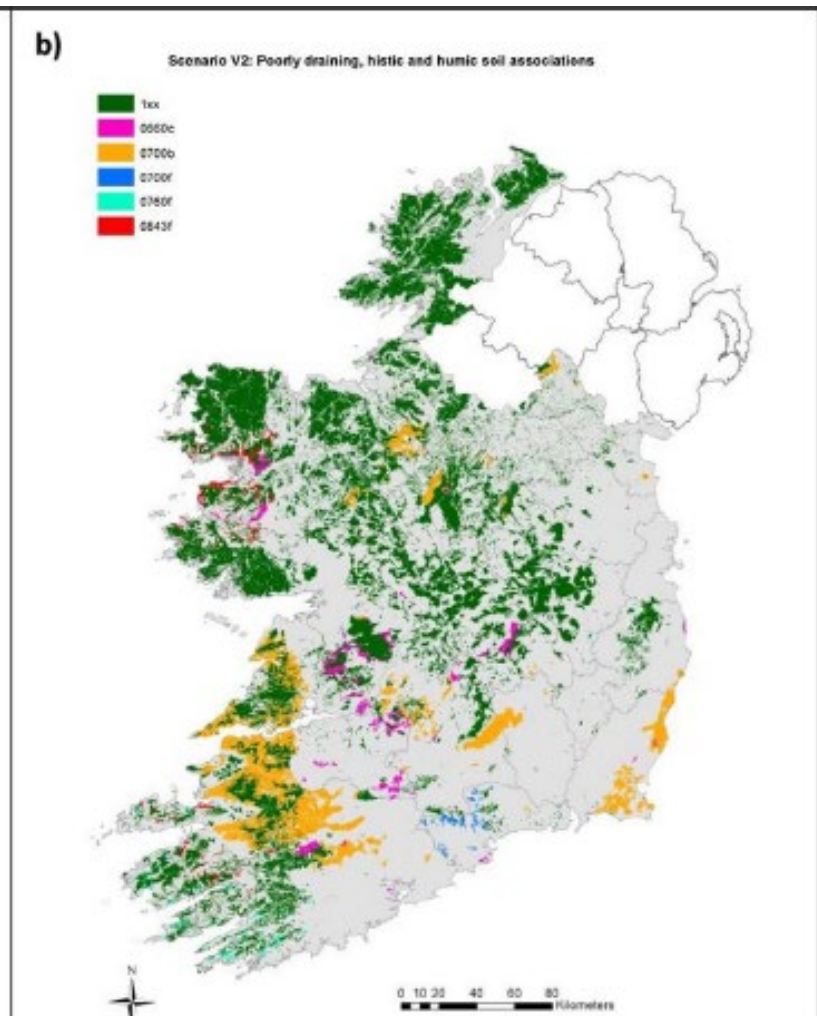 b)
Scenario V2: Poorly draining, histic and humic soil associations
1xx
0660c
0700b
0700f
0760f
0843f
N
0 10 20 40 60 80
Kilometers